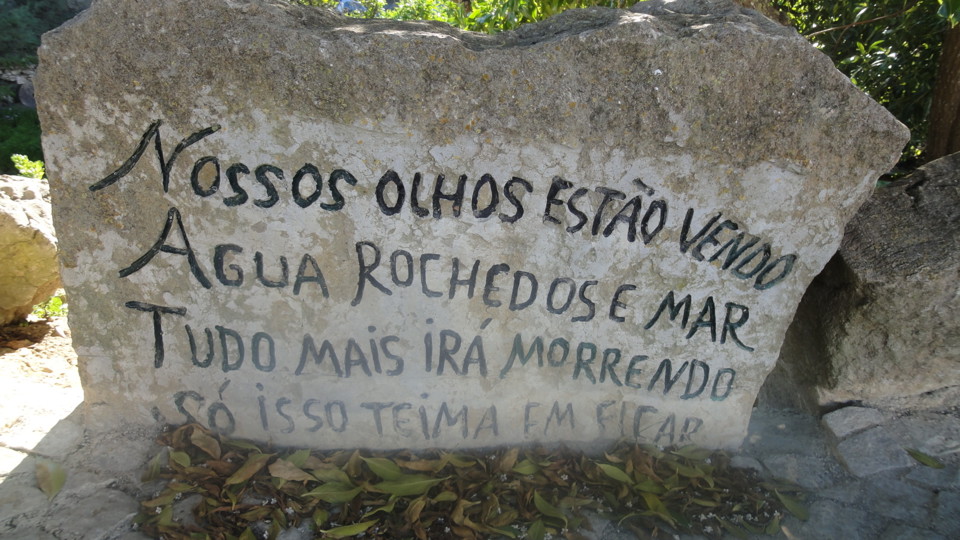 NOSSOS OLHOS ESTÃO VENDO
AGUA ROCHEDOS E MAR
TUDO MAIS IRÁ MORRENDO
SÓ ISSO TEIMA EM FICAR